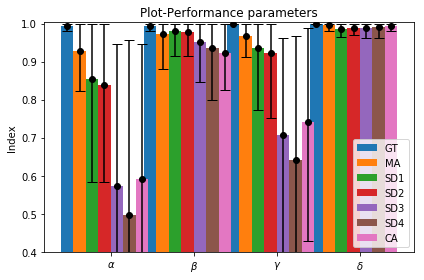 Plot-Performance parameters
Index
1.0
0.9
0.8
0.7
0.6
0.5
0.4
α
β
γ
δ
GT
MA
SD1
SD2
SD3
SD4
CA